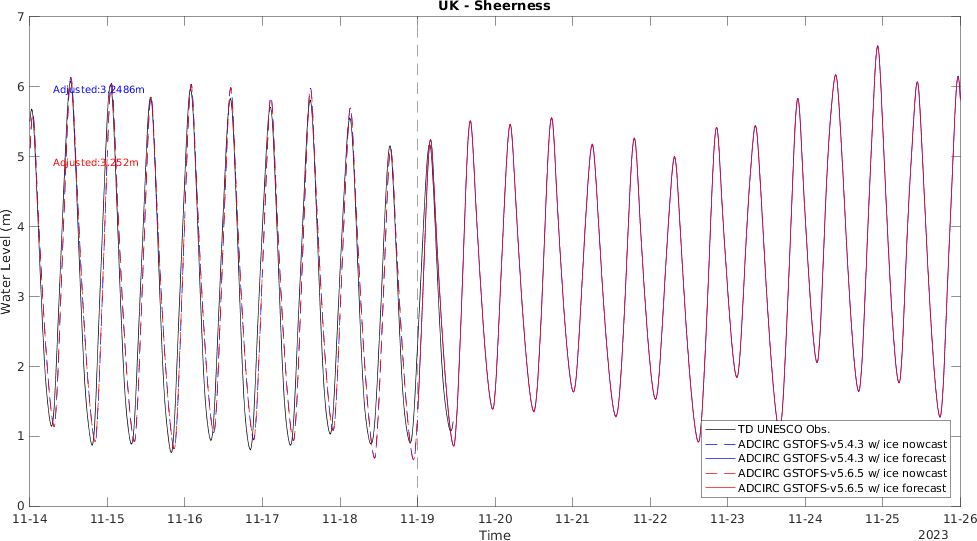 UK - Sheerness
7
6
5
4
3
2
1
0
Water Level (m)
Adjusted:3.2486m
Adjusted:3.252m
TD UNESCO Obs.
ADCIRC GSTOFS-v5.4.3 w/ ice nowcast
ADCIRC GSTOFS-v5.4.3 w/ ice forecast
ADCIRC GSTOFS-v5.6.5 w/ ice nowcast
ADCIRC GSTOFS-v5.6.5 w/ ice forecast
11-14 11-15 11-16 11-17 11-18 11-19 11-20 11-21 11-22 11-23 11-24 11-25 11-26
Time
2023